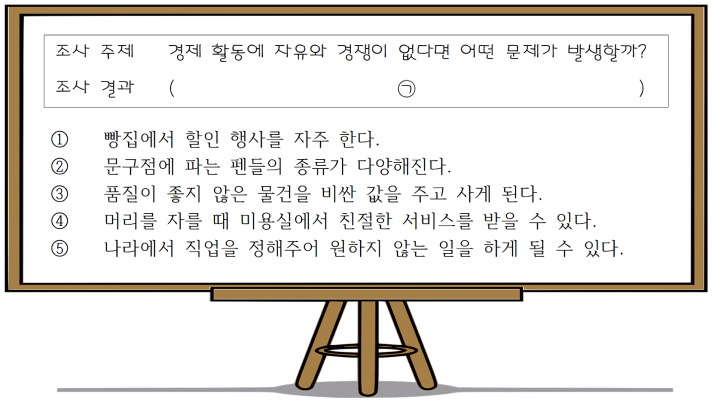 조사 주제 경제 활동에 자유와 경쟁이 없다면 어떤 문제가 발생할까?
조사 결과 ( ㉠ )
① 빵집에서 할인 행사를 자주 한다.
② 문구점에 파는 펜들의 종류가 다양해진다.
③ 품질이 좋지 않은 물건을 비싼 값을 주고 사게 된다.
④ 머리를 자를 때 미용실에서 친절한 서비스를 받을 수 있다.
⑤ 나라에서 직업을 정해주어 원하지 않는 일을 하게 될 수 있다.